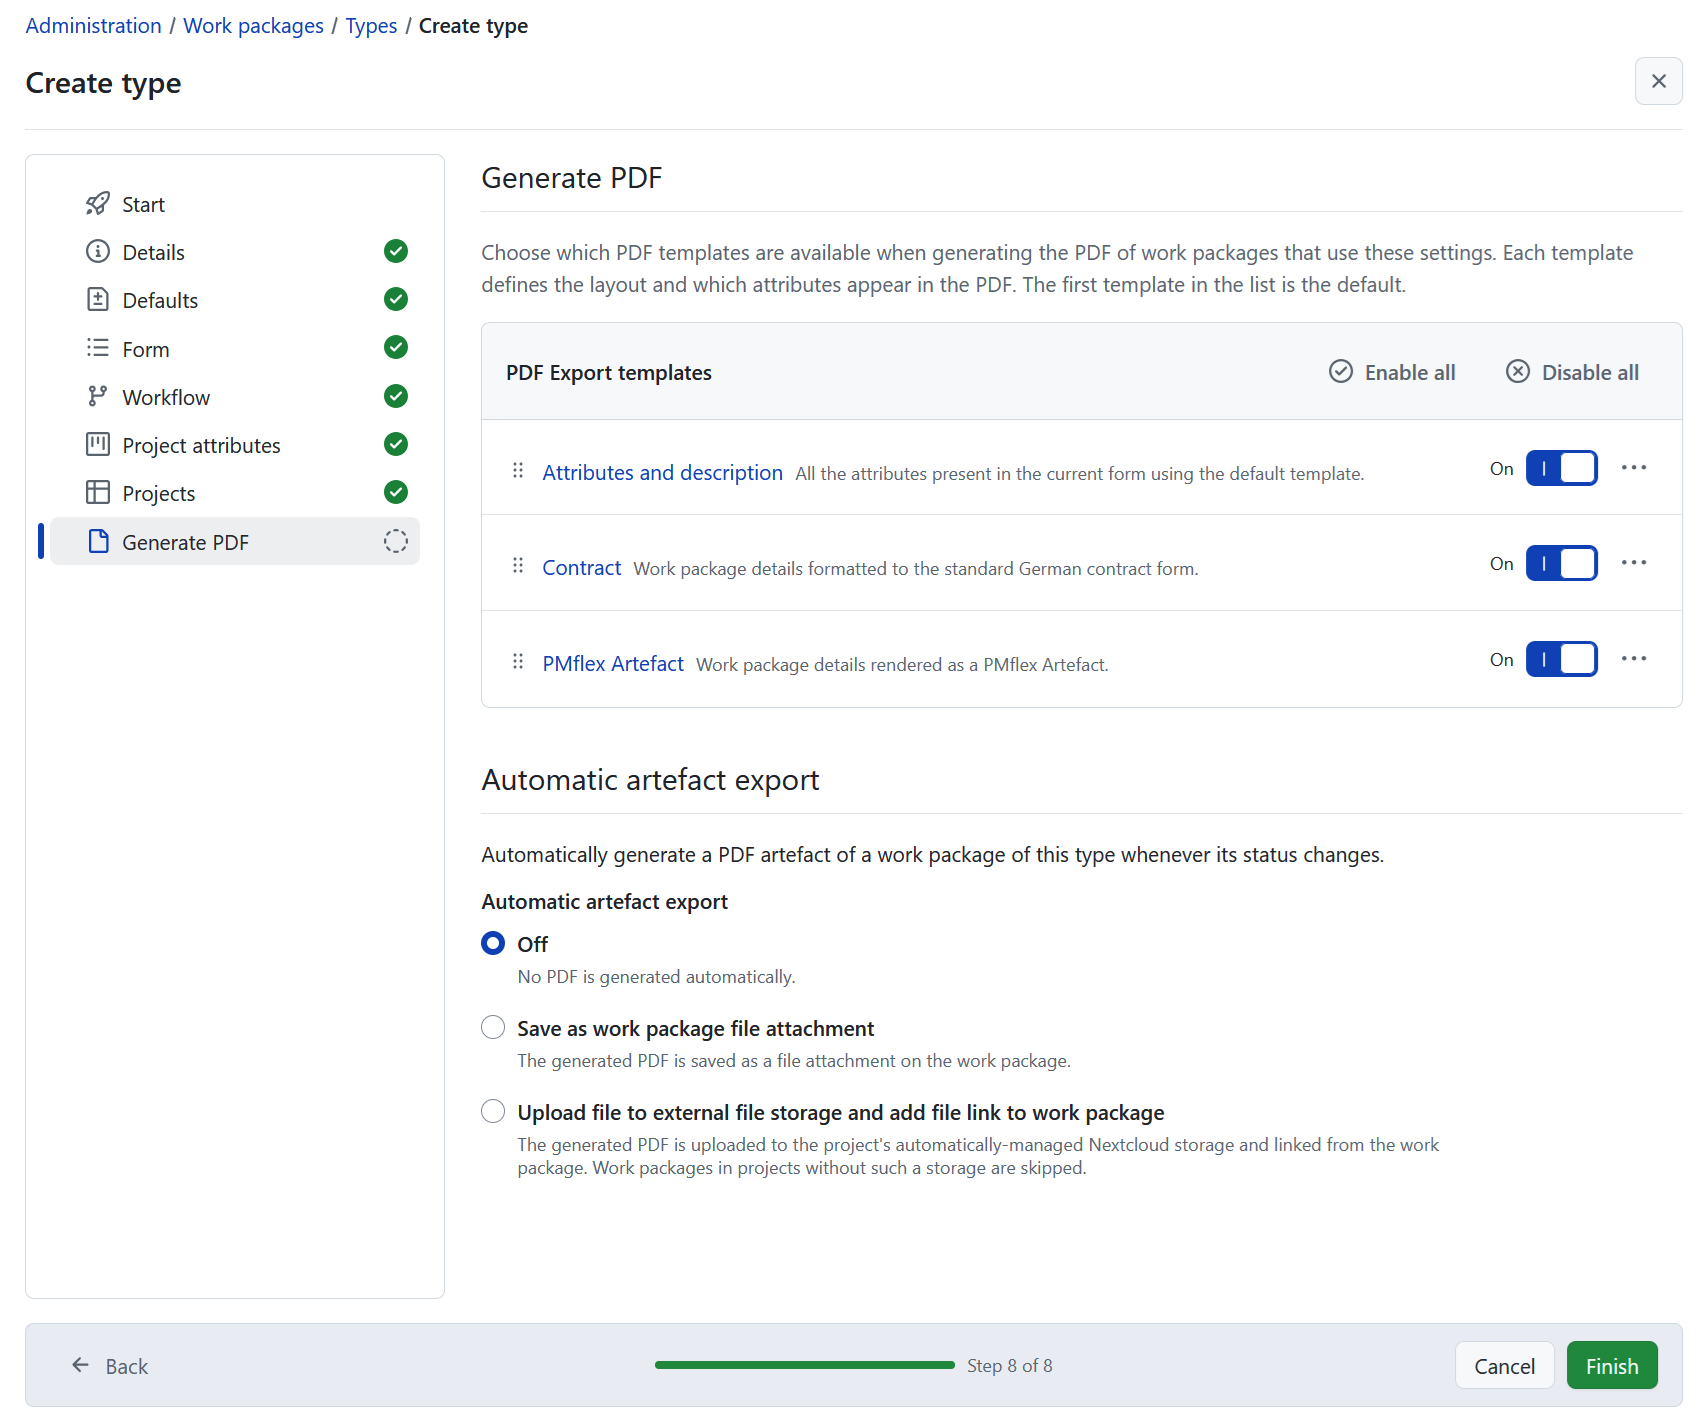 Administration / Work packages / Types / Create type
Create type
Start
Details
Defaults
Form
Workflow
Project attributes
Projects
Generate PDF
Generate PDF
Choose which PDF templates are available when generating the PDF of work packages that use these settings. Each template
defines the layout and which attributes appear in the PDF. The first template in the list is the default.
PDF Export templates Enable all Disable all
Attributes and description All the attributes present in the current form using the default template. On
Contract Work package details formatted to the standard German contract form. On
PMflex Artefact Work package details rendered as a PMflex Artefact. On
Automatic artefact export
Automatically generate a PDF artefact of a work package of this type whenever its status changes.
Automatic artefact export
Off
No PDF is generated automatically.
Save as work package file attachment
The generated PDF is saved as a file attachment on the work package.
Upload file to external file storage and add file link to work package
The generated PDF is uploaded to the project's automatically-managed Nextcloud storage and linked from the work
package. Work packages in projects without such a storage are skipped.
Back Step 8 of 8 Cancel Finish